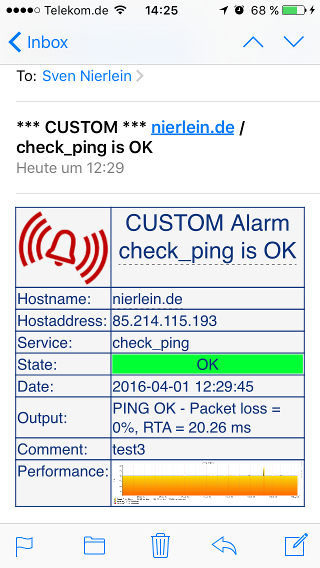 Telekom.de 14:25 68 %
Inbox
To: Sven Nierlein
*** CUSTOM *** nierlein.de /
check_ping is OK
Heute um 12:29
CUSTOM Alarm
check_ping is OK
Hostname: nierlein.de
Hostaddress: 85.214.115.193
Service: check_ping
State: OK
Date: 2016-04-01 12:29:45
Output: PING OK - Packet loss =
0%, RTA = 20.26 ms
Comment: test3
Performance: